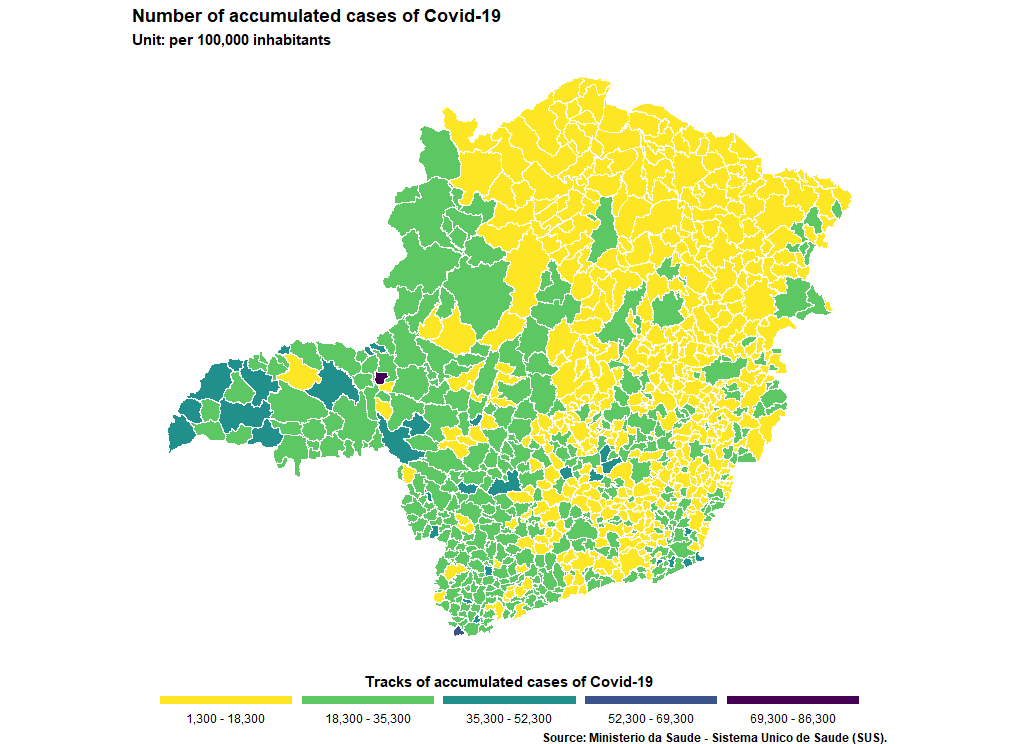 Number of accumulated cases of Covid-19
Unit: per 100,000 inhabitants
Tracks of accumulated cases of Covid-19
1,300 - 18,300
18,300 - 35,300
35,300 - 52,300
52,300 - 69,300
69,300 - 86,300
Source: Ministerio da Saude - Sistema Unico de Saude (SUS).